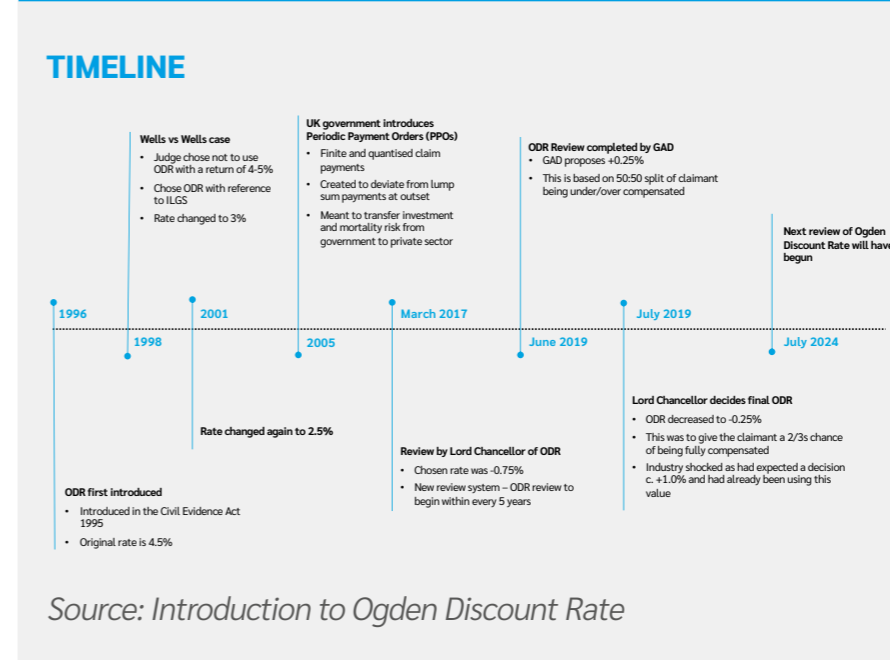 TIMELINE
Wells vs Wells case
• Judge chose not to use
ODR with a return of 4-5%
• Chose ODR with reference
to ILGS
• Rate changed to 3%
UK government introduces
Periodic Payment Orders (PPOs)
• Finite and quantised claim
payments
• Created to deviate from lump
sum payments at outset
• Meant to transfer investment
and mortality risk from
government to private sector
ODR Review completed by GAD
• GAD proposes +0.25%
• This is based on 50:50 split of claimant
being under/over compensated
Next review of Ogden
Discount Rate will have
begun
1996
1998
2001
2005
March 2017
June 2019
July 2019
July 2024
ODR first introduced
• Introduced in the Civil Evidence Act
1995
• Original rate is 4.5%
Rate changed again to 2.5%
Review by Lord Chancellor of ODR
• Chosen rate was -0.75%
• New review system – ODR review to
begin within every 5 years
Lord Chancellor decides final ODR
• ODR decreased to -0.25%
• This was to give the claimant a 2/3s chance
of being fully compensated
• Industry shocked as had expected a decision
c. +1.0% and had already been using this
value
Source: Introduction to Ogden Discount Rate